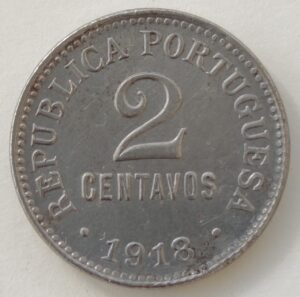 REPUBLICA PORTUGUESA
2
CENTAVOS
· 1918 ·